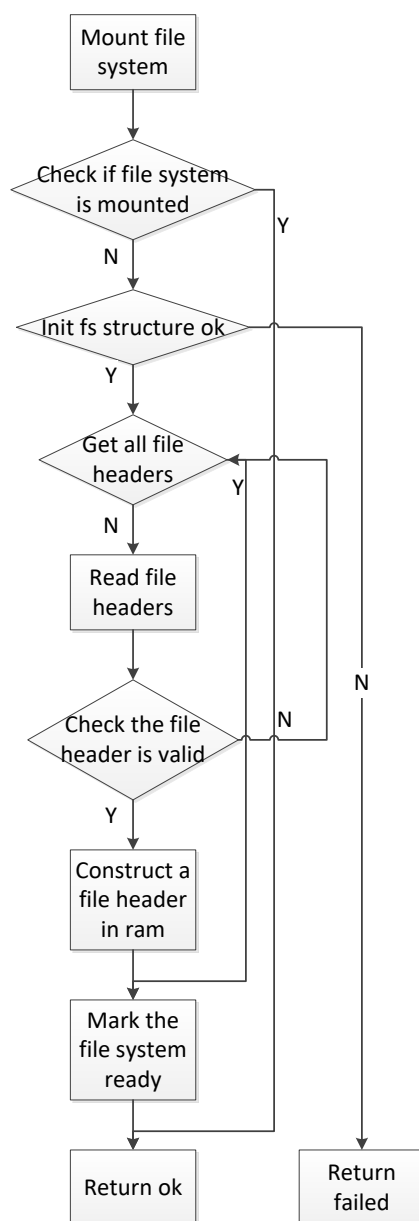 Mount file
system
Check if file system
is mounted
Y
N
Init fs structure ok
Y
Get all file
headers
Y
N
Read file
headers
N
Check the file
header is valid
N
Y
Construct a
file header
in ram
Mark the
file system
ready
Return ok
Return
failed